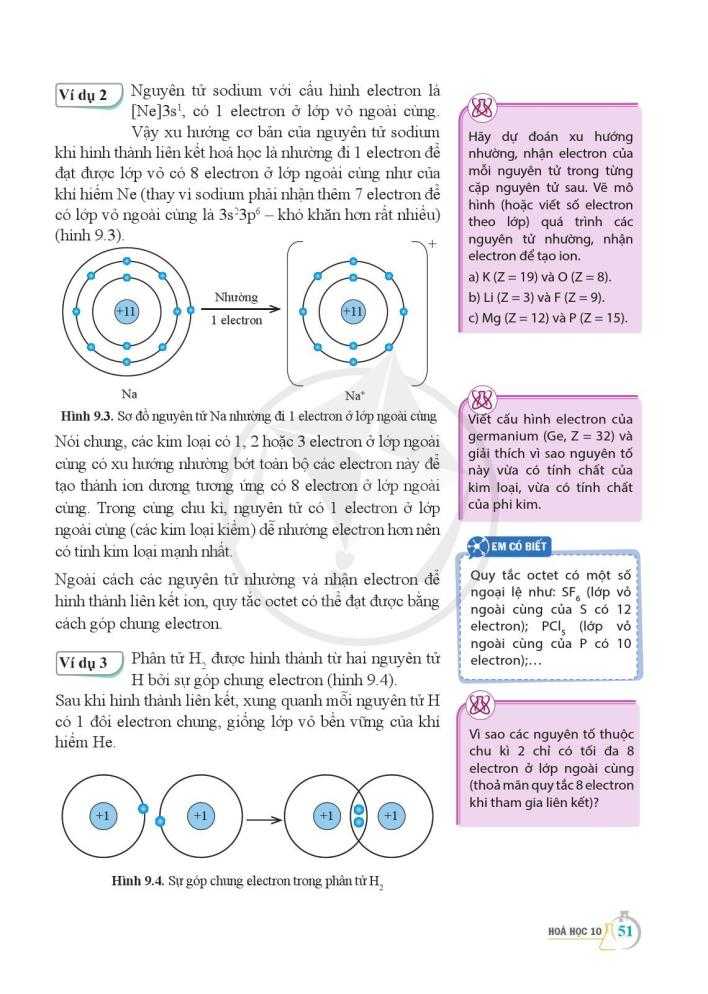 Ví dụ 2
Nguyên tử sodium với cấu hình electron là
[Ne]3s¹, có 1 electron ở lớp vỏ ngoài cùng.
Vậy xu hướng cơ bản của nguyên tử sodium
khi hình thành liên kết hoá học là nhường đi 1 electron để
đạt được lớp vỏ có 8 electron ở lớp ngoài cùng như của
khí hiếm Ne (thay vì sodium phải nhận thêm 7 electron để
có lớp vỏ ngoài cùng là 3s²3p⁶ – khó khăn hơn rất nhiều)
(hình 9.3).
+11
Nhường
1 electron
+11
+
Na
Na⁺
Hình 9.3. Sơ đồ nguyên tử Na nhường đi 1 electron ở lớp ngoài cùng
Nói chung, các kim loại có 1, 2 hoặc 3 electron ở lớp ngoài
cùng có xu hướng nhường bớt toàn bộ các electron này để
tạo thành ion dương tương ứng có 8 electron ở lớp ngoài
cùng. Trong cùng chu kì, nguyên tử có 1 electron ở lớp
ngoài cùng (các kim loại kiềm) dễ nhường electron hơn nên
có tính kim loại mạnh nhất.
Ngoài cách các nguyên tử nhường và nhận electron để
hình thành liên kết ion, quy tắc octet có thể đạt được bằng
cách góp chung electron.
Ví dụ 3
Phân tử H₂ được hình thành từ hai nguyên tử
H bởi sự góp chung electron (hình 9.4).
Sau khi hình thành liên kết, xung quanh mỗi nguyên tử H
có 1 đôi electron chung, giống lớp vỏ bền vững của khí
hiếm He.
+1
+1
+1
+1
Hình 9.4. Sự góp chung electron trong phân tử H₂
Hãy dự đoán xu hướng
nhường, nhận electron của
mỗi nguyên tử trong từng
cặp nguyên tử sau. Vẽ mô
hình (hoặc viết số electron
theo lớp) quá trình các
nguyên tử nhường, nhận
electron để tạo ion.
a) K (Z = 19) và O (Z = 8).
b) Li (Z = 3) và F (Z = 9).
c) Mg (Z = 12) và P (Z = 15).
Viết cấu hình electron của
germanium (Ge, Z = 32) và
giải thích vì sao nguyên tố
này vừa có tính chất của
kim loại, vừa có tính chất
của phi kim.
EM CÓ BIẾT
Quy tắc octet có một số
ngoại lệ như: SF₆ (lớp vỏ
ngoài cùng của S có 12
electron); PCl₅ (lớp vỏ
ngoài cùng của P có 10
electron);...
Vì sao các nguyên tố thuộc
chu kì 2 chỉ có tối đa 8
electron ở lớp ngoài cùng
(thoả mãn quy tắc 8 electron
khi tham gia liên kết)?
HOÁ HỌC 10
51